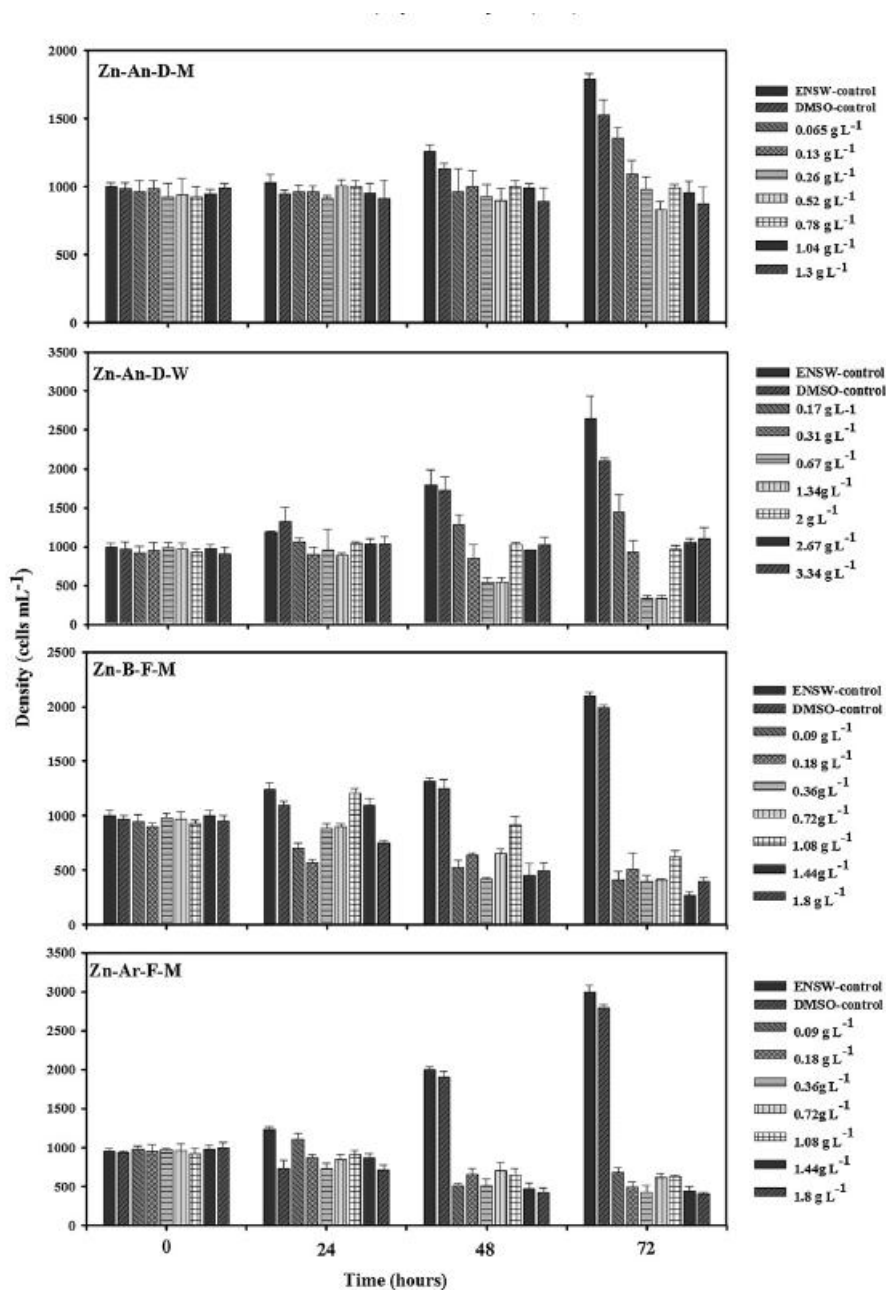 Zn-An-D-M
2000
1500
1000
500
0
ENSW-control
DMSO-control
0.065 g L-1
0.13 g L-1
0.26 g L-1
0.52 g L-1
0.78 g L-1
1.04 g L-1
1.3 g L-1
Zn-An-D-W
3500
3000
2500
2000
1500
1000
500
0
ENSW-control
DMSO-control
0.17 g L-1
0.31 g L-1
0.67 g L-1
1.34g L-1
2 g L-1
2.67 g L-1
3.34 g L-1
Density (cells mL-1)
Zn-B-F-M
2500
2000
1500
1000
500
0
ENSW-control
DMSO-control
0.09 g L-1
0.18 g L-1
0.36g L-1
0.72g L-1
1.08 g L-1
1.44g L-1
1.8 g L-1
Zn-Ar-F-M
3500
3000
2500
2000
1500
1000
500
0
ENSW-control
DMSO-control
0.09 g L-1
0.18 g L-1
0.36g L-1
0.72g L-1
1.08 g L-1
1.44g L-1
1.8 g L-1
0 24 48 72
Time (hours)